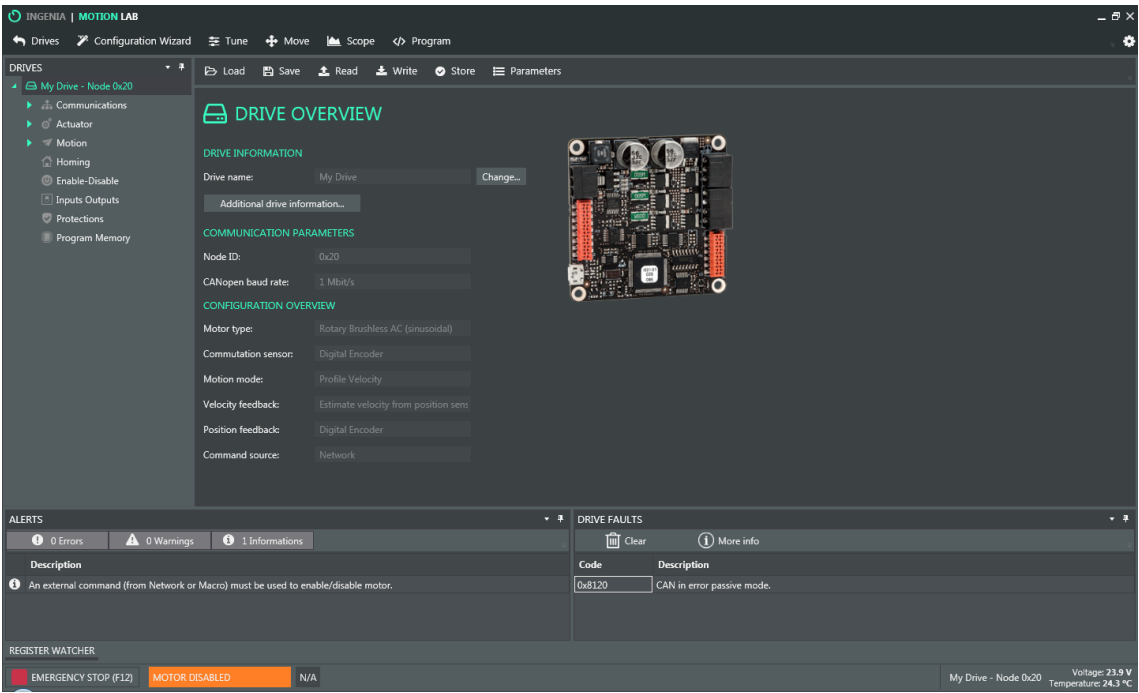 INGENIA | MOTION LAB
Drives Configuration Wizard Tune Move Scope Program
DRIVES
Load Save Read Write Store Parameters
My Drive - Node 0x20
Communications
Actuator
Motion
Homing
Enable-Disable
Inputs Outputs
Protections
Program Memory
DRIVE OVERVIEW
DRIVE INFORMATION
Drive name: My Drive Change...
Additional drive information...
COMMUNICATION PARAMETERS
Node ID: 0x20
CANopen baud rate: 1 Mbit/s
CONFIGURATION OVERVIEW
Motor type: Rotary Brushless AC (sinusoidal)
Commutation sensor: Digital Encoder
Motion mode: Profile Velocity
Velocity feedback: Estimate velocity from position sens
Position feedback: Digital Encoder
Command source: Network
ALERTS
0 Errors 0 Warnings 1 Informations
Description
An external command (from Network or Macro) must be used to enable/disable motor.
DRIVE FAULTS
Clear More info
Code Description
0x8120 CAN in error passive mode.
REGISTER WATCHER
EMERGENCY STOP (F12) MOTOR DISABLED N/A
My Drive - Node 0x20
Voltage: 23.9 V
Temperature: 24.3 ºC